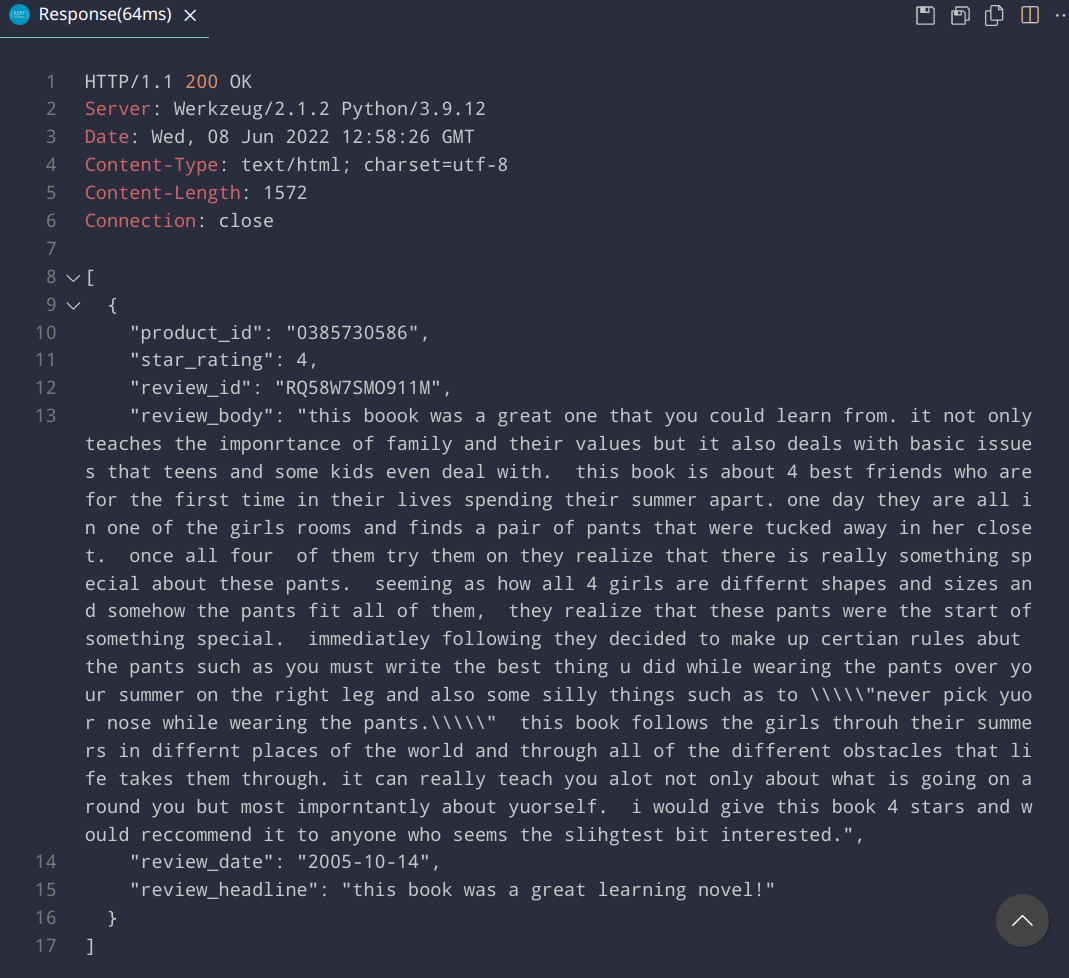 Response(64ms)
1 HTTP/1.1 200 OK
2 Server: Werkzeug/2.1.2 Python/3.9.12
3 Date: Wed, 08 Jun 2022 12:58:26 GMT
4 Content-Type: text/html; charset=utf-8
5 Content-Length: 1572
6 Connection: close
7
8 [
9 {
10 "product_id": "0385730586",
11 "star_rating": 4,
12 "review_id": "RQ58W7SMO911M",
13 "review_body": "this boook was a great one that you could learn from. it not only
teaches the imponrtance of family and their values but it also deals with basic issue
s that teens and some kids even deal with.  this book is about 4 best friends who are
for the first time in their lives spending their summer apart. one day they are all i
n one of the girls rooms and finds a pair of pants that were tucked away in her close
t.  once all four  of them try them on they realize that there is really something sp
ecial about these pants.  seeming as how all 4 girls are differnt shapes and sizes an
d somehow the pants fit all of them,  they realize that these pants were the start of
something special.  immediatley following they decided to make up certian rules abut
the pants such as you must write the best thing u did while wearing the pants over yo
ur summer on the right leg and also some silly things such as to \\\\\"never pick yuo
r nose while wearing the pants.\\\\\"  this book follows the girls throuh their summe
rs in differnt places of the world and through all of the different obstacles that li
fe takes them through. it can really teach you alot not only about what is going on a
round you but most imporntantly about yuorself.  i would give this book 4 stars and w
ould reccommend it to anyone who seems the slihgtest bit interested.",
14 "review_date": "2005-10-14",
15 "review_headline": "this book was a great learning novel!"
16 }
17 ]